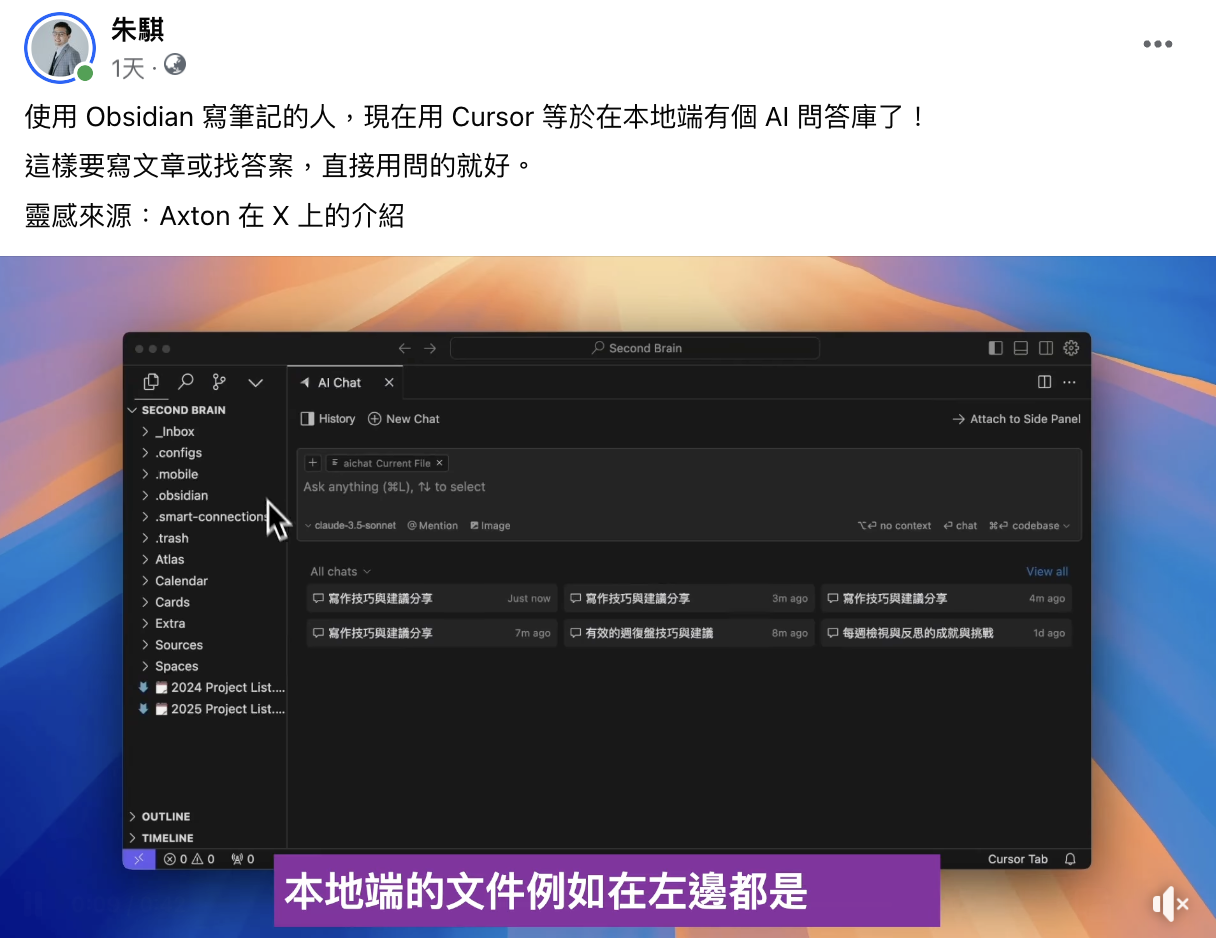 朱騏
1天 ·
使用 Obsidian 寫筆記的人，現在用 Cursor 等於在本地端有個 AI 問答庫了！
這樣要寫文章或找答案，直接用問的就好。
靈感來源：Axton 在 X 上的介紹
Second Brain
AI Chat
SECOND BRAIN
_Inbox
.configs
.mobile
.obsidian
.smart-connections
.trash
Atlas
Calendar
Cards
Extra
Sources
Spaces
2024 Project List....
2025 Project List....
OUTLINE
TIMELINE
History New Chat
Attach to Side Panel
aichat Current File
Ask anything (⌘L), ⇅ to select
claude-3.5-sonnet @ Mention Image
⌥⏎ no context ⏎ chat ⌘⏎ codebase
All chats
View all
寫作技巧與建議分享 Just now
寫作技巧與建議分享 3m ago
寫作技巧與建議分享 4m ago
寫作技巧與建議分享 7m ago
有效的週復盤技巧與建議 8m ago
每週檢視與反思的成就與挑戰 1d ago
0 0 0
Cursor Tab
本地端的文件例如在左邊都是